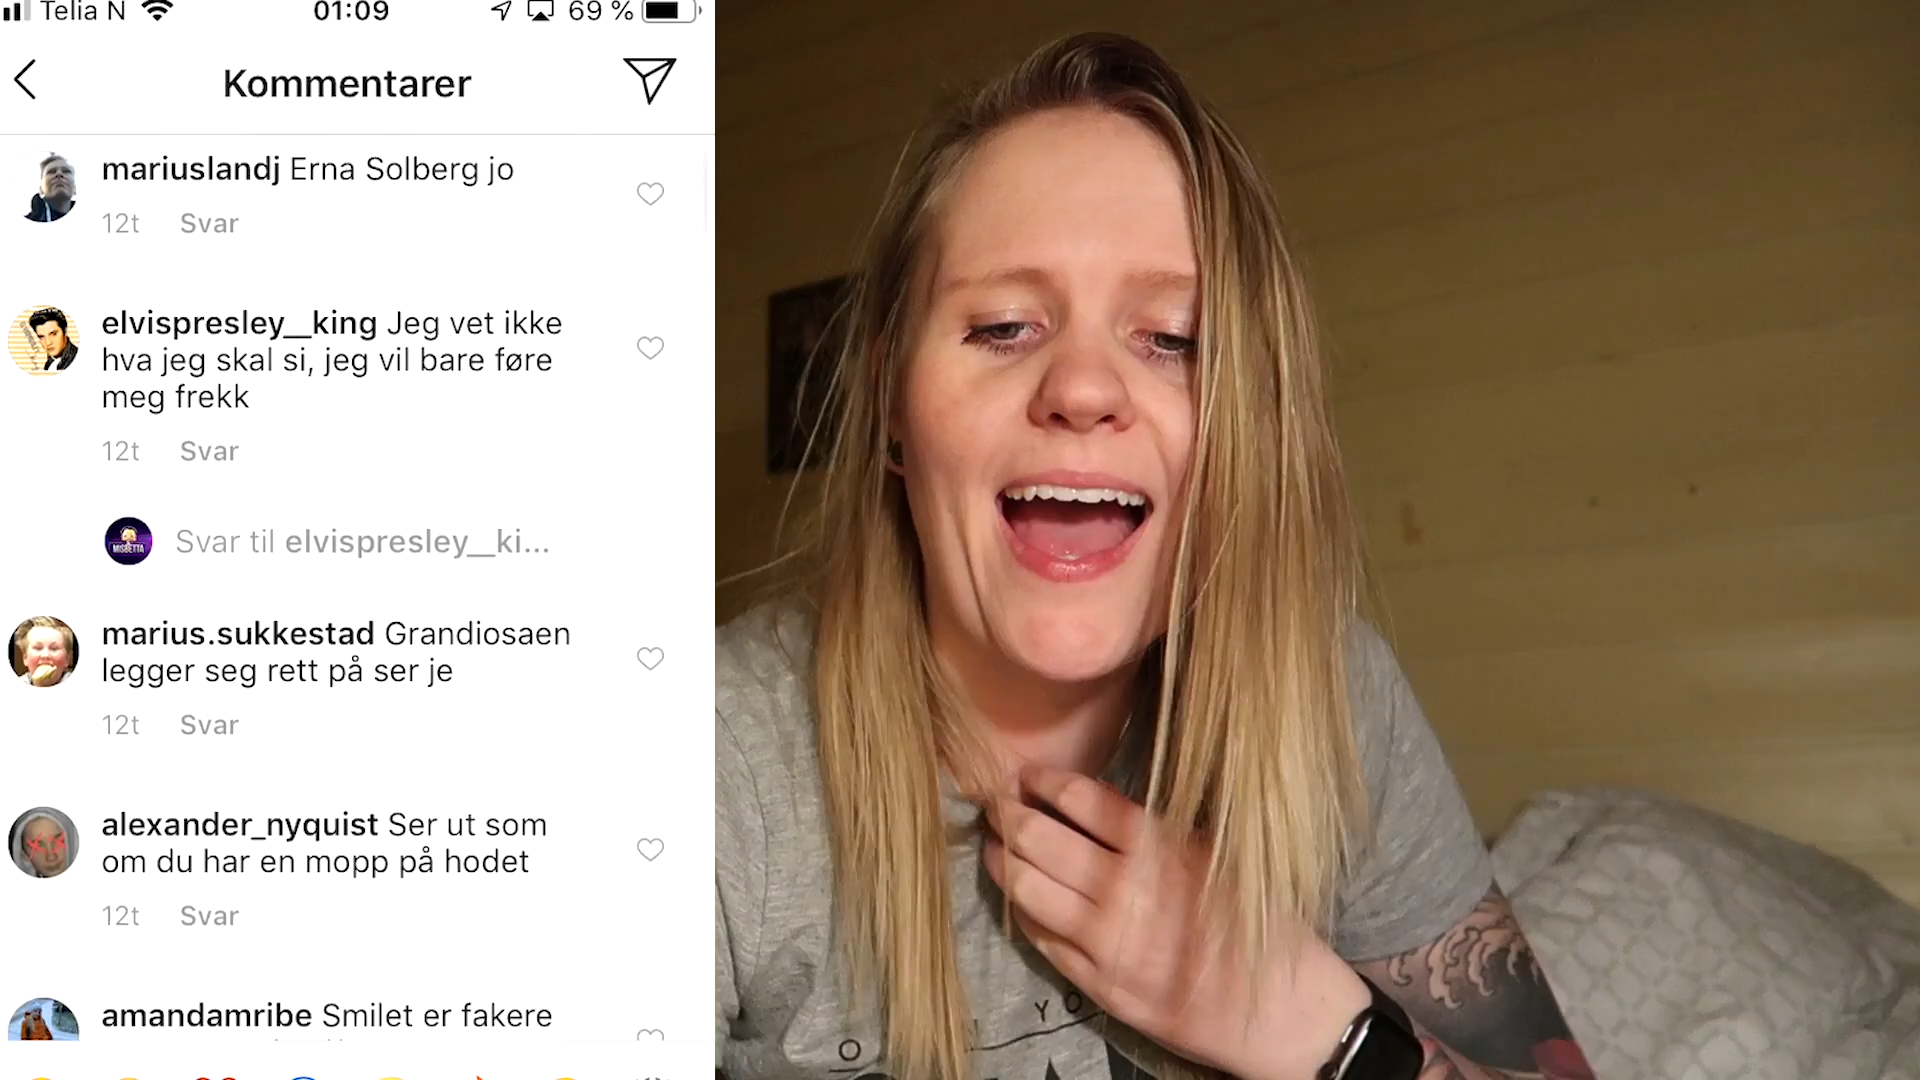 Telia N 01:09 69 %
Kommentarer
mariuslandj Erna Solberg jo
12t Svar
elvispresley__king Jeg vet ikke
hva jeg skal si, jeg vil bare føre
meg frekk
12t Svar
MISBETTA
Svar til elvispresley__ki...
marius.sukkestad Grandiosaen
legger seg rett på ser je
12t Svar
alexander_nyquist Ser ut som
om du har en mopp på hodet
12t Svar
amandamribe Smilet er fakere